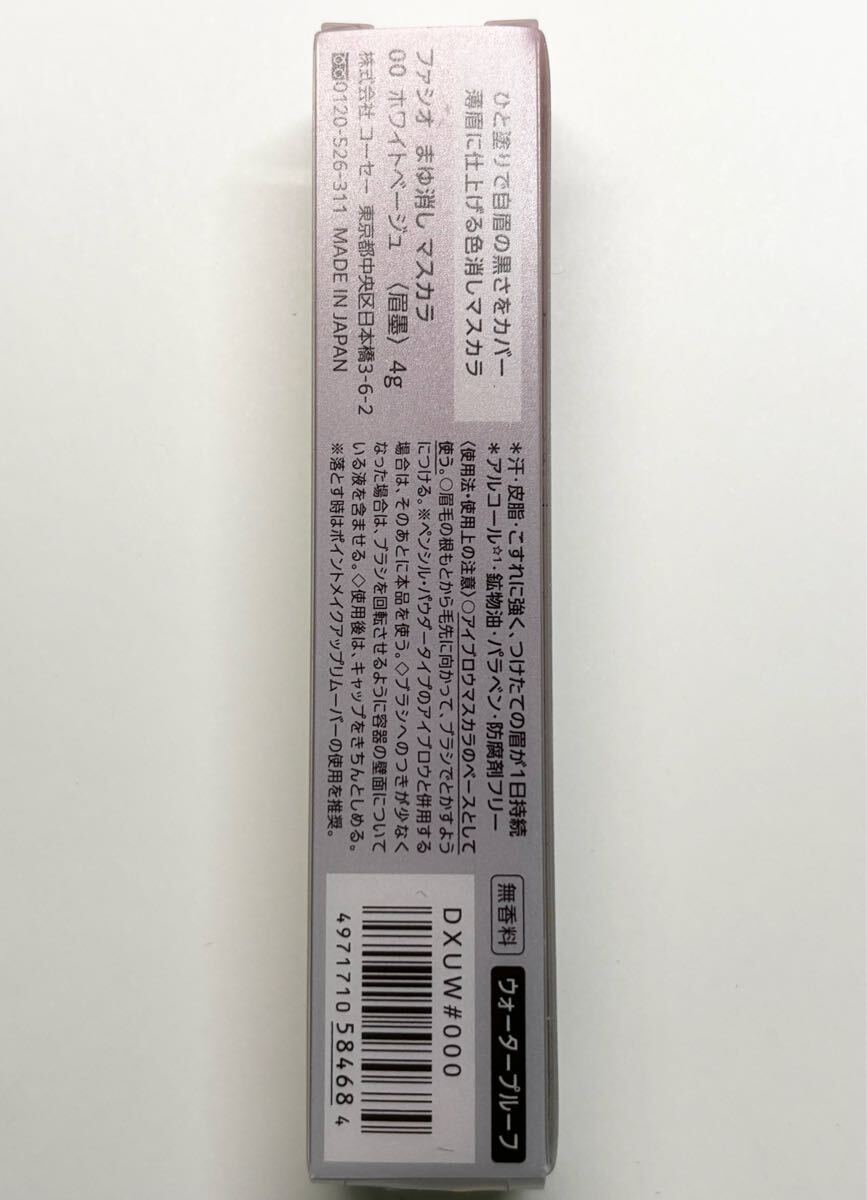 ひと塗りで自眉の黒さをカバー
薄眉に仕上げる色消しマスカラ
ファシオ まゆ消し マスカラ
00 ホワイトベージュ 〈眉墨〉 4g
株式会社 コーセー 東京都中央区日本橋3-6-2
0120-526-311 MADE IN JAPAN
＊汗・皮脂・こすれに強く、つけたての眉が1日持続
＊アルコール☆1・鉱物油・パラベン・防腐剤フリー
〈使用法・使用上の注意〉○アイブロウマスカラのベースとして
使う。○眉毛の根もとから毛先に向かって、ブラシでとかすよう
につける。※ペンシル・パウダータイプのアイブロウと併用する
場合は、そのあとに本品を使う。◇ブラシへのつきが少なく
なった場合は、ブラシを回転させるように容器の壁面について
いる液を含ませる。◇使用後は、キャップをきちんとしめる。
※落とす時はポイントメイクアップリムーバーの使用を推奨。
無香料
ウォータープルーフ
DXUW#000
4971710 584684